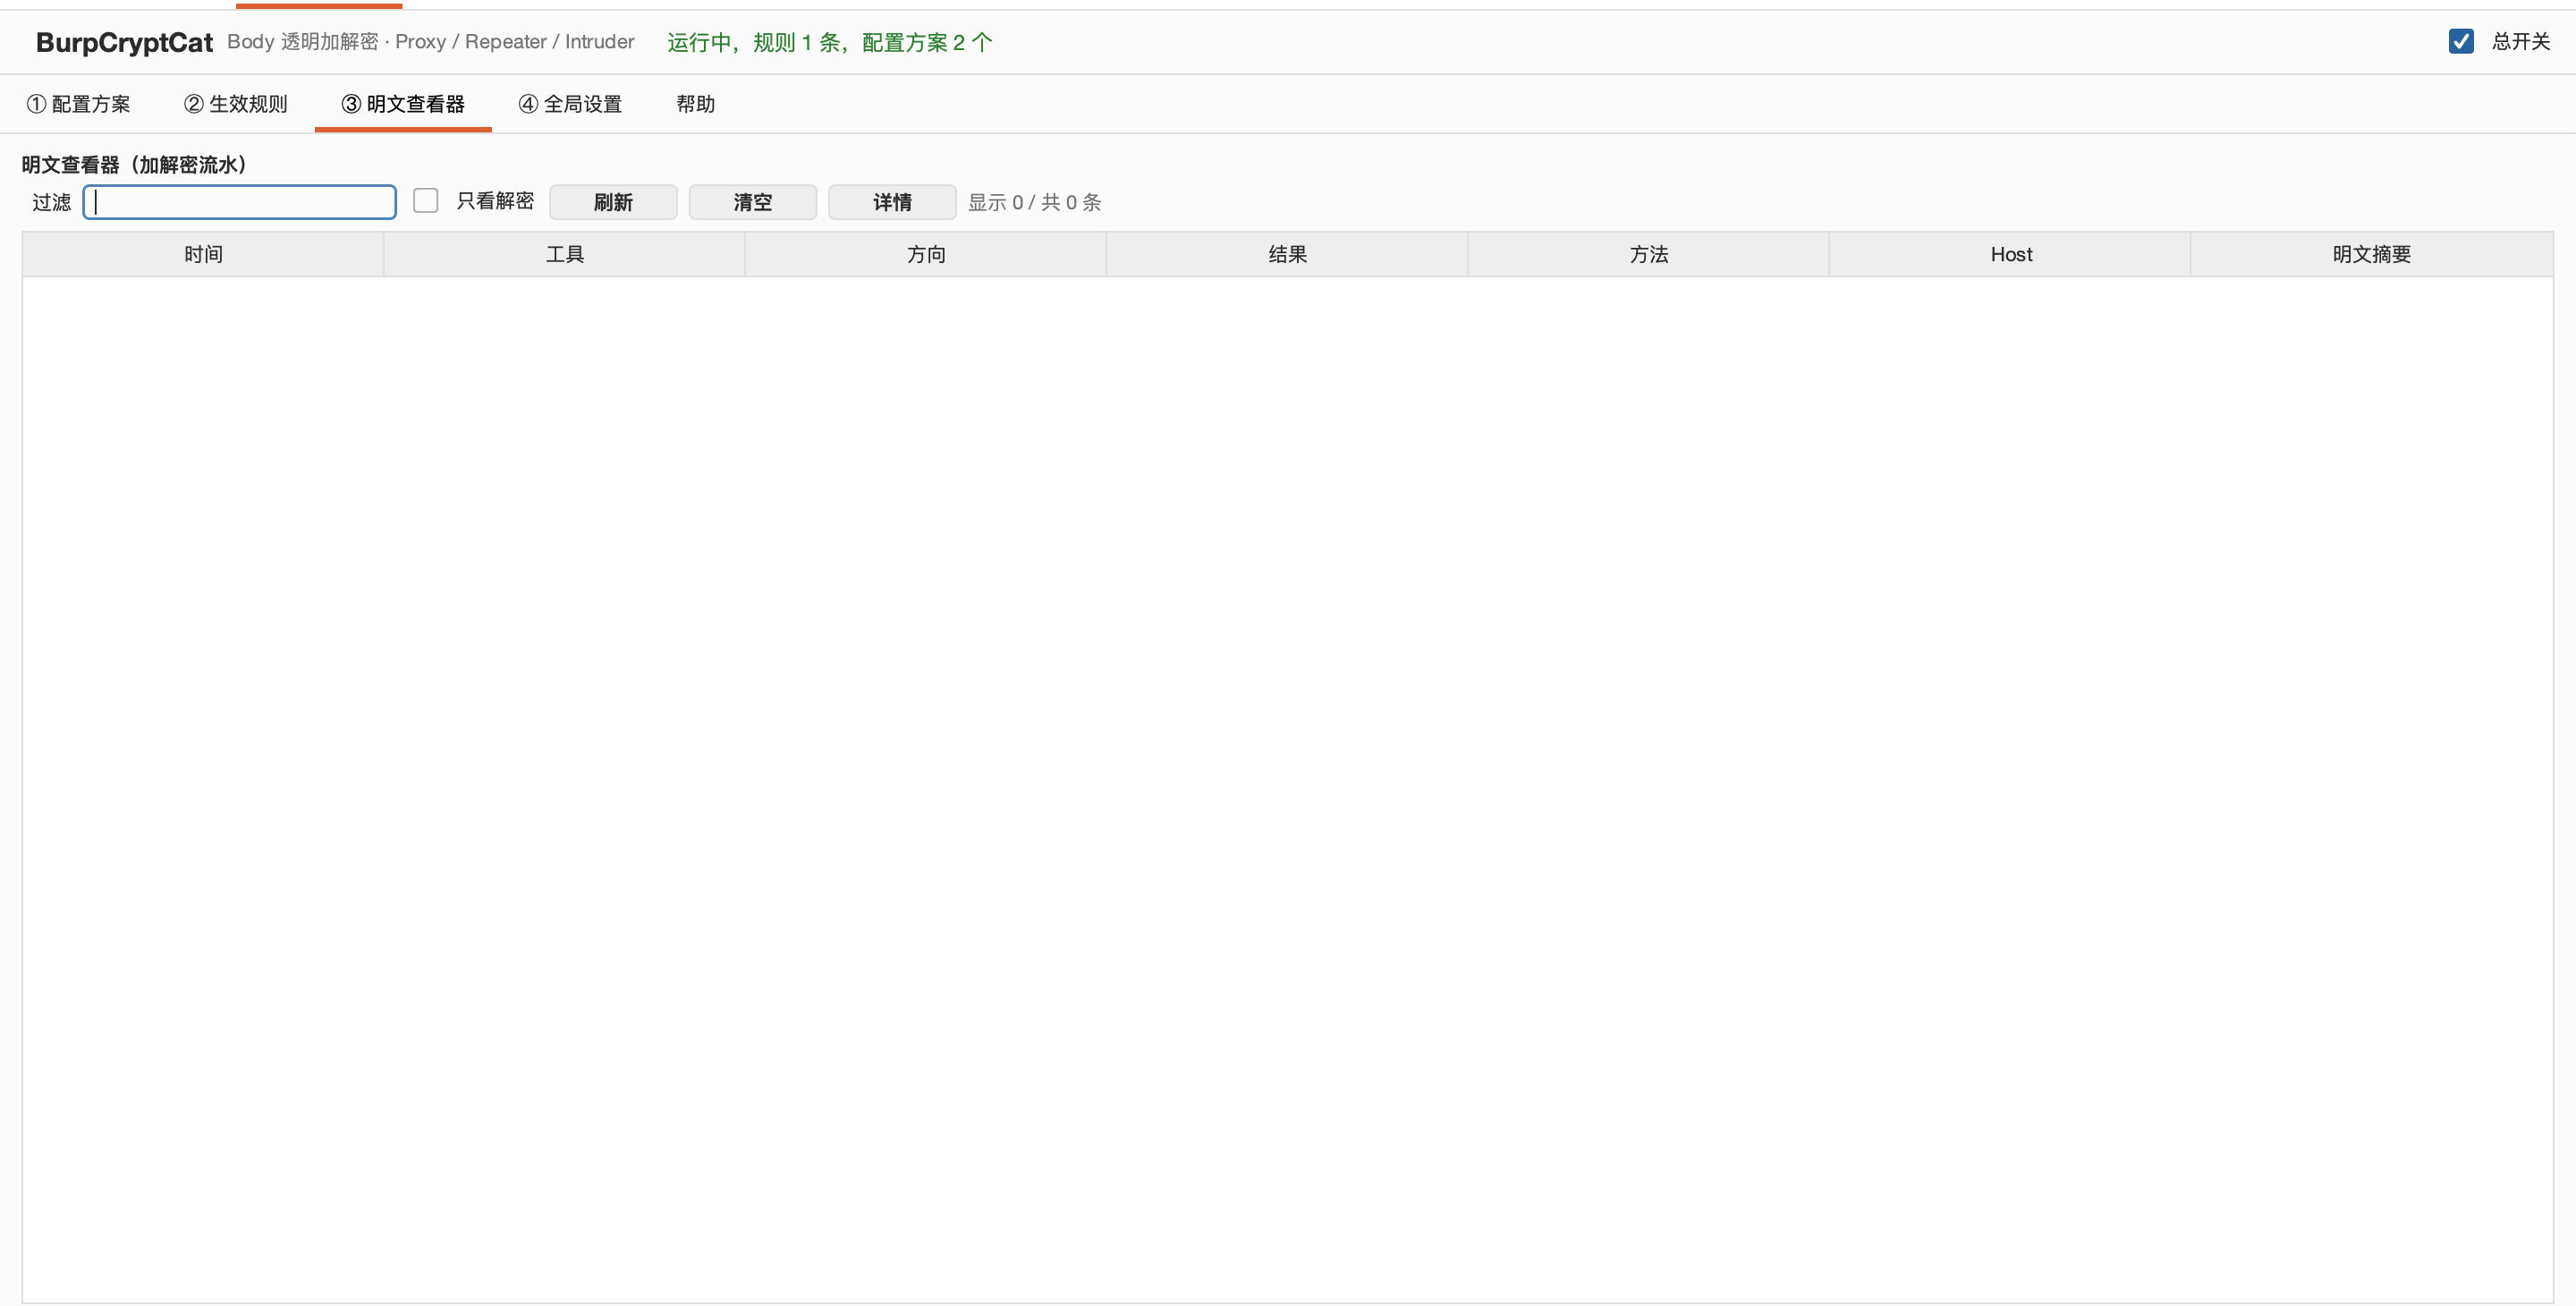 BurpCryptCat Body 透明加解密 · Proxy / Repeater / Intruder 运行中，规则 1 条，配置方案 2 个 总开关
① 配置方案 ② 生效规则 ③ 明文查看器 ④ 全局设置 帮助
明文查看器（加解密流水）
过滤 只看解密 刷新 清空 详情 显示 0 / 共 0 条
时间 工具 方向 结果 方法 Host 明文摘要